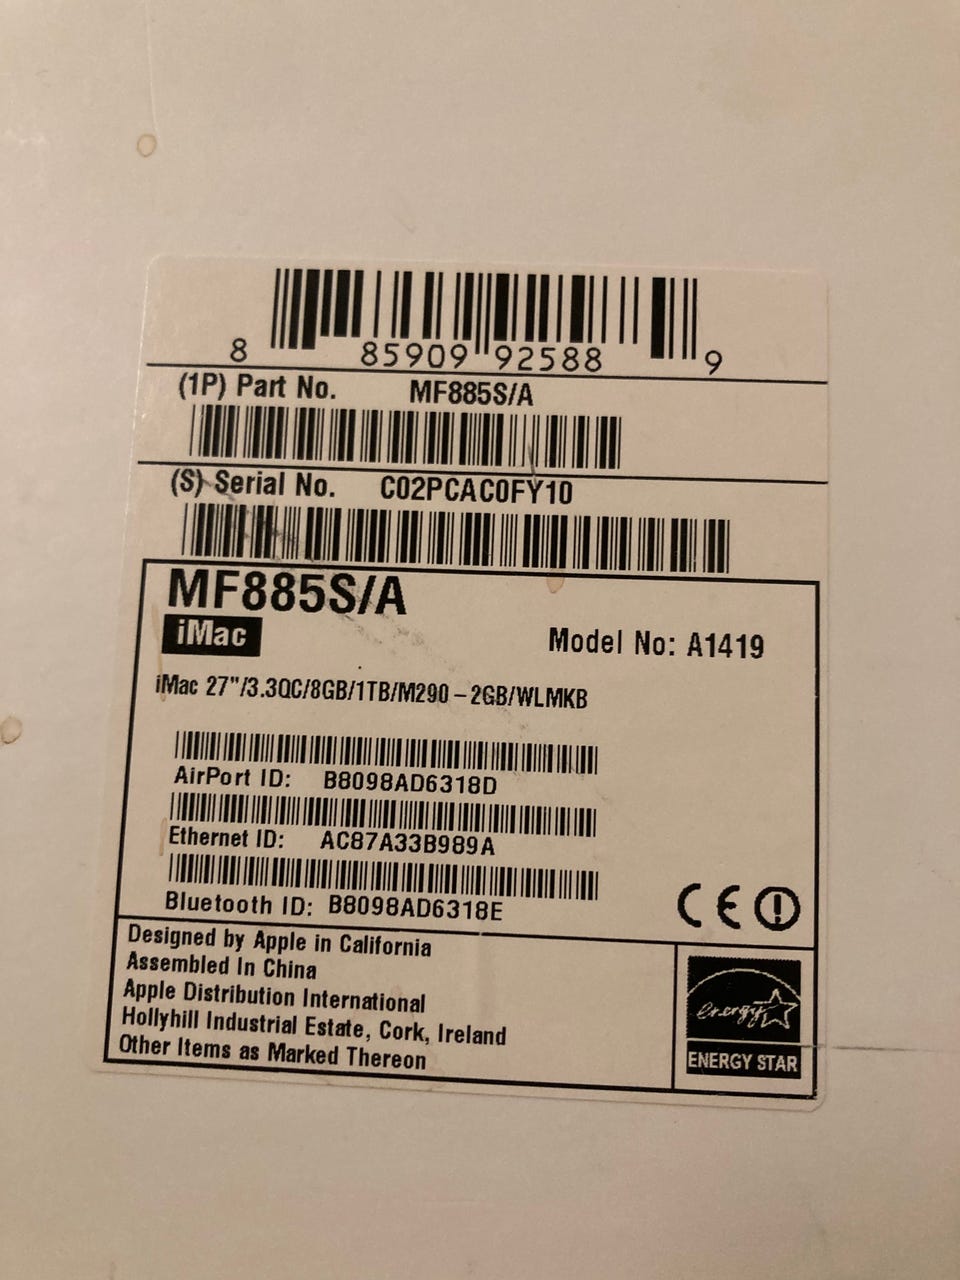 8 85909 92588 9
(1P) Part No. MF885S/A
(S) Serial No. C02PCAC0FY10
MF885S/A
iMac
Model No: A1419
iMac 27"/3.3QC/8GB/1TB/M290–2GB/WLMKB
AirPort ID: B8098AD6318D
Ethernet ID: AC87A33B989A
Bluetooth ID: B8098AD6318E
CE
Designed by Apple in California
Assembled In China
Apple Distribution International
Hollyhill Industrial Estate, Cork, Ireland
Other Items as Marked Thereon
energy
ENERGY STAR